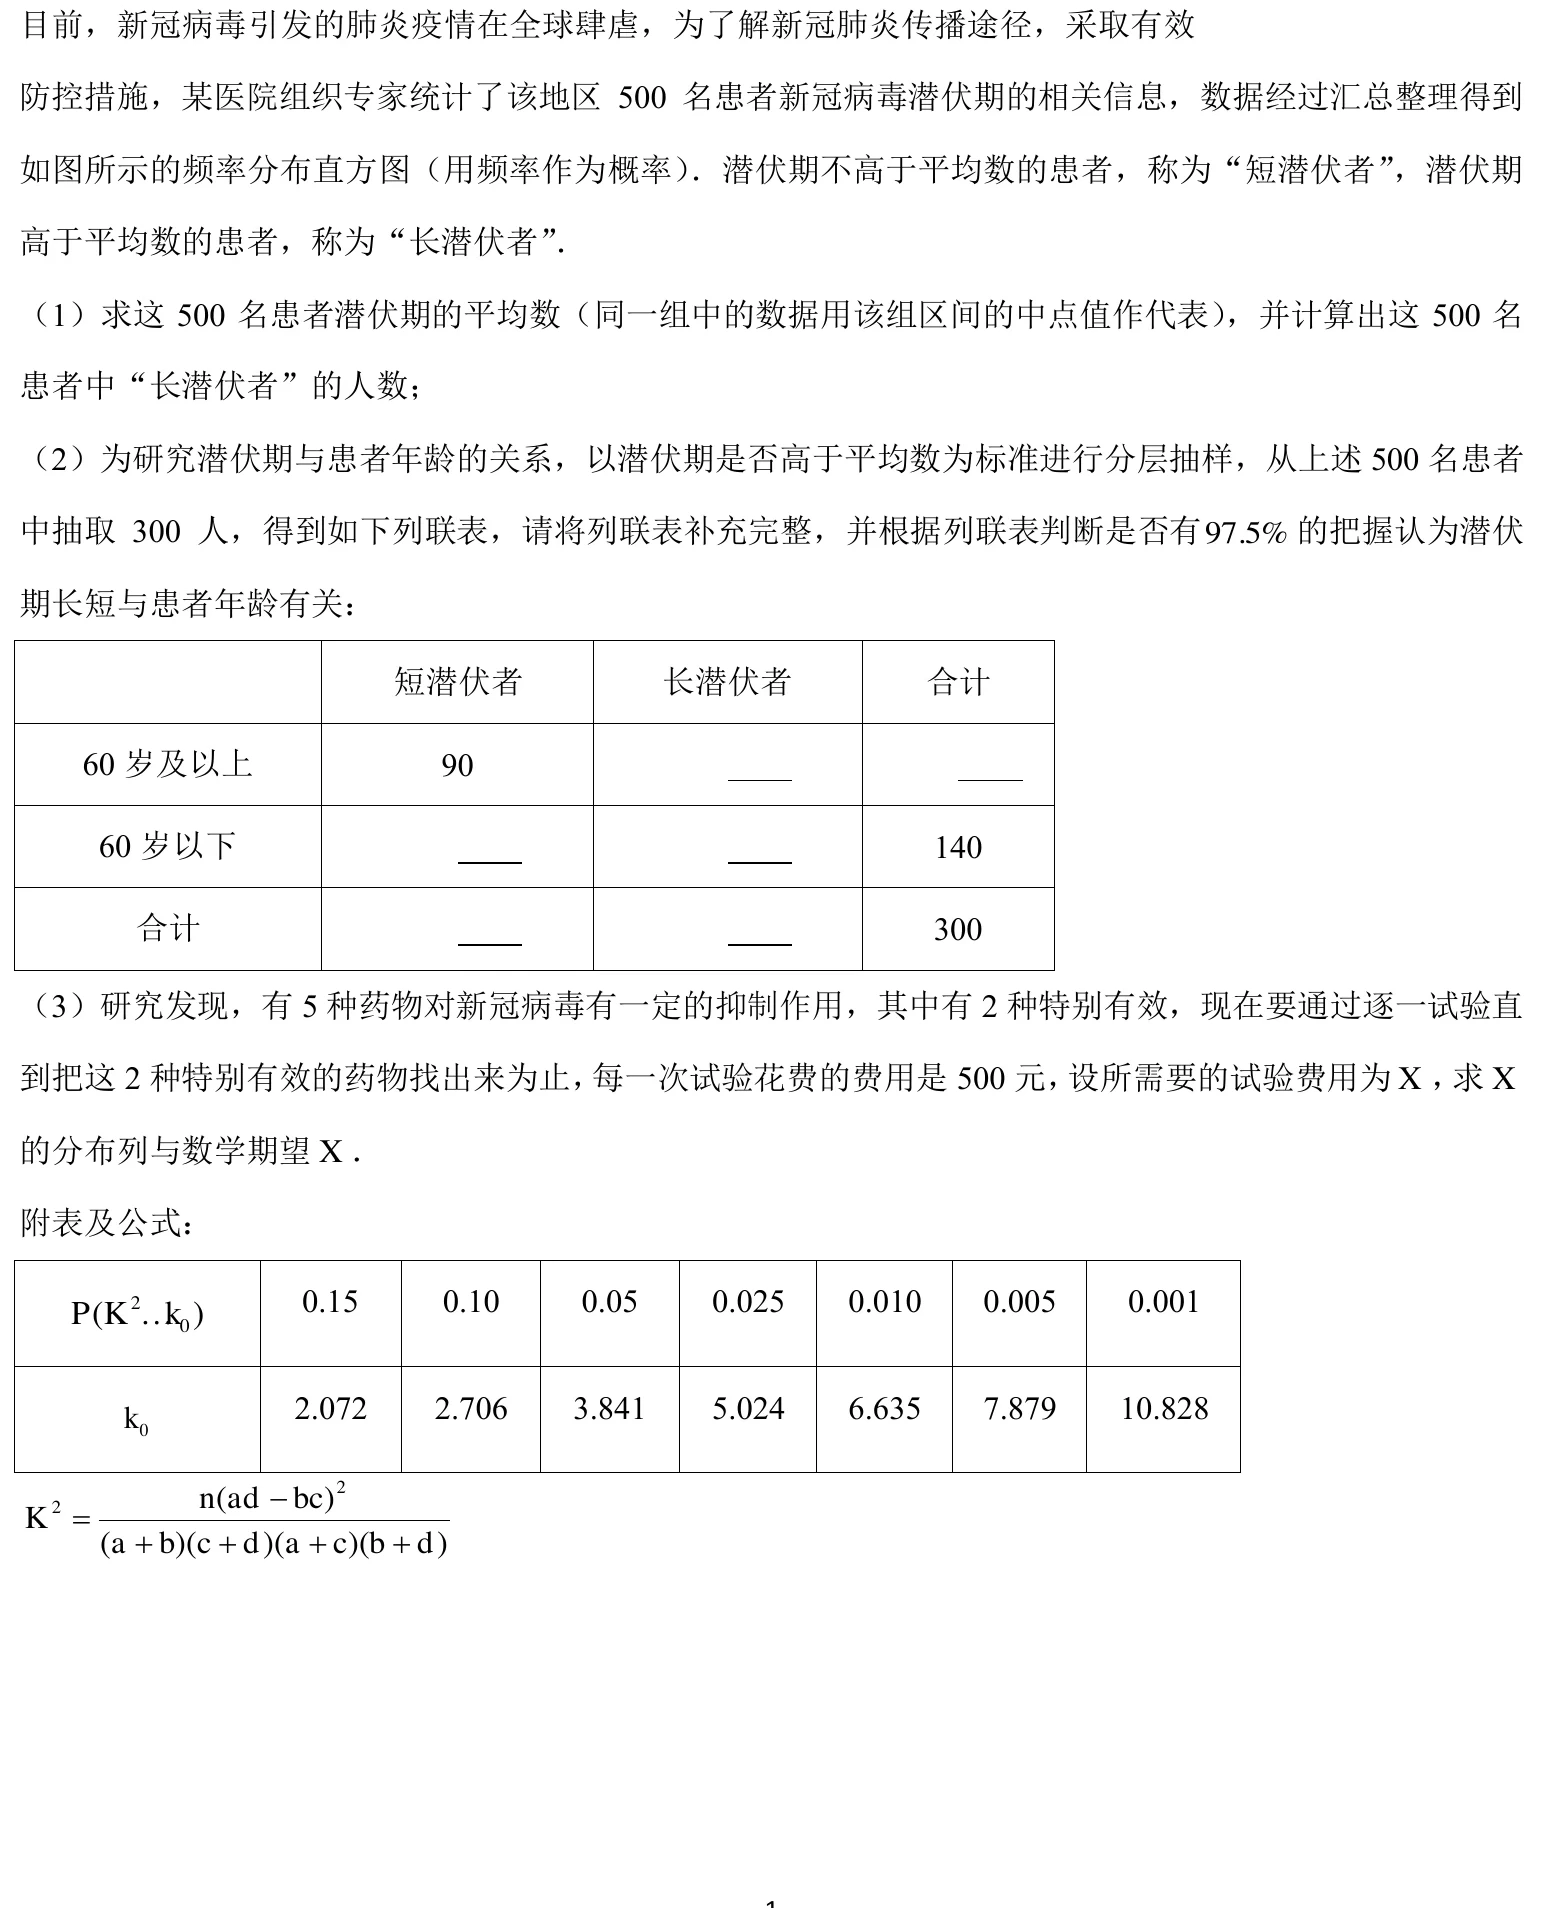 目前，新冠病毒引发的肺炎疫情在全球肆虐，为了解新冠肺炎传播途径，采取有效
防控措施，某医院组织专家统计了该地区 500 名患者新冠病毒潜伏期的相关信息，数据经过汇总整理得到
如图所示的频率分布直方图（用频率作为概率）．潜伏期不高于平均数的患者，称为“短潜伏者”，潜伏期
高于平均数的患者，称为“长潜伏者”．
（1）求这 500 名患者潜伏期的平均数（同一组中的数据用该组区间的中点值作代表），并计算出这 500 名
患者中“长潜伏者”的人数；
（2）为研究潜伏期与患者年龄的关系，以潜伏期是否高于平均数为标准进行分层抽样，从上述 500 名患者
中抽取 300 人，得到如下列联表，请将列联表补充完整，并根据列联表判断是否有 97.5% 的把握认为潜伏
期长短与患者年龄有关：
短潜伏者 长潜伏者 合计
60 岁及以上 90 ____ ____
60 岁以下 ____ ____ 140
合计 ____ ____ 300
（3）研究发现，有 5 种药物对新冠病毒有一定的抑制作用，其中有 2 种特别有效，现在要通过逐一试验直
到把这 2 种特别有效的药物找出来为止，每一次试验花费的费用是 500 元，设所需要的试验费用为 X ，求 X
的分布列与数学期望 X．
附表及公式：
P(K²..k₀) 0.15 0.10 0.05 0.025 0.010 0.005 0.001
k₀ 2.072 2.706 3.841 5.024 6.635 7.879 10.828
K² = n(ad − bc)² / (a + b)(c + d)(a + c)(b + d)
1